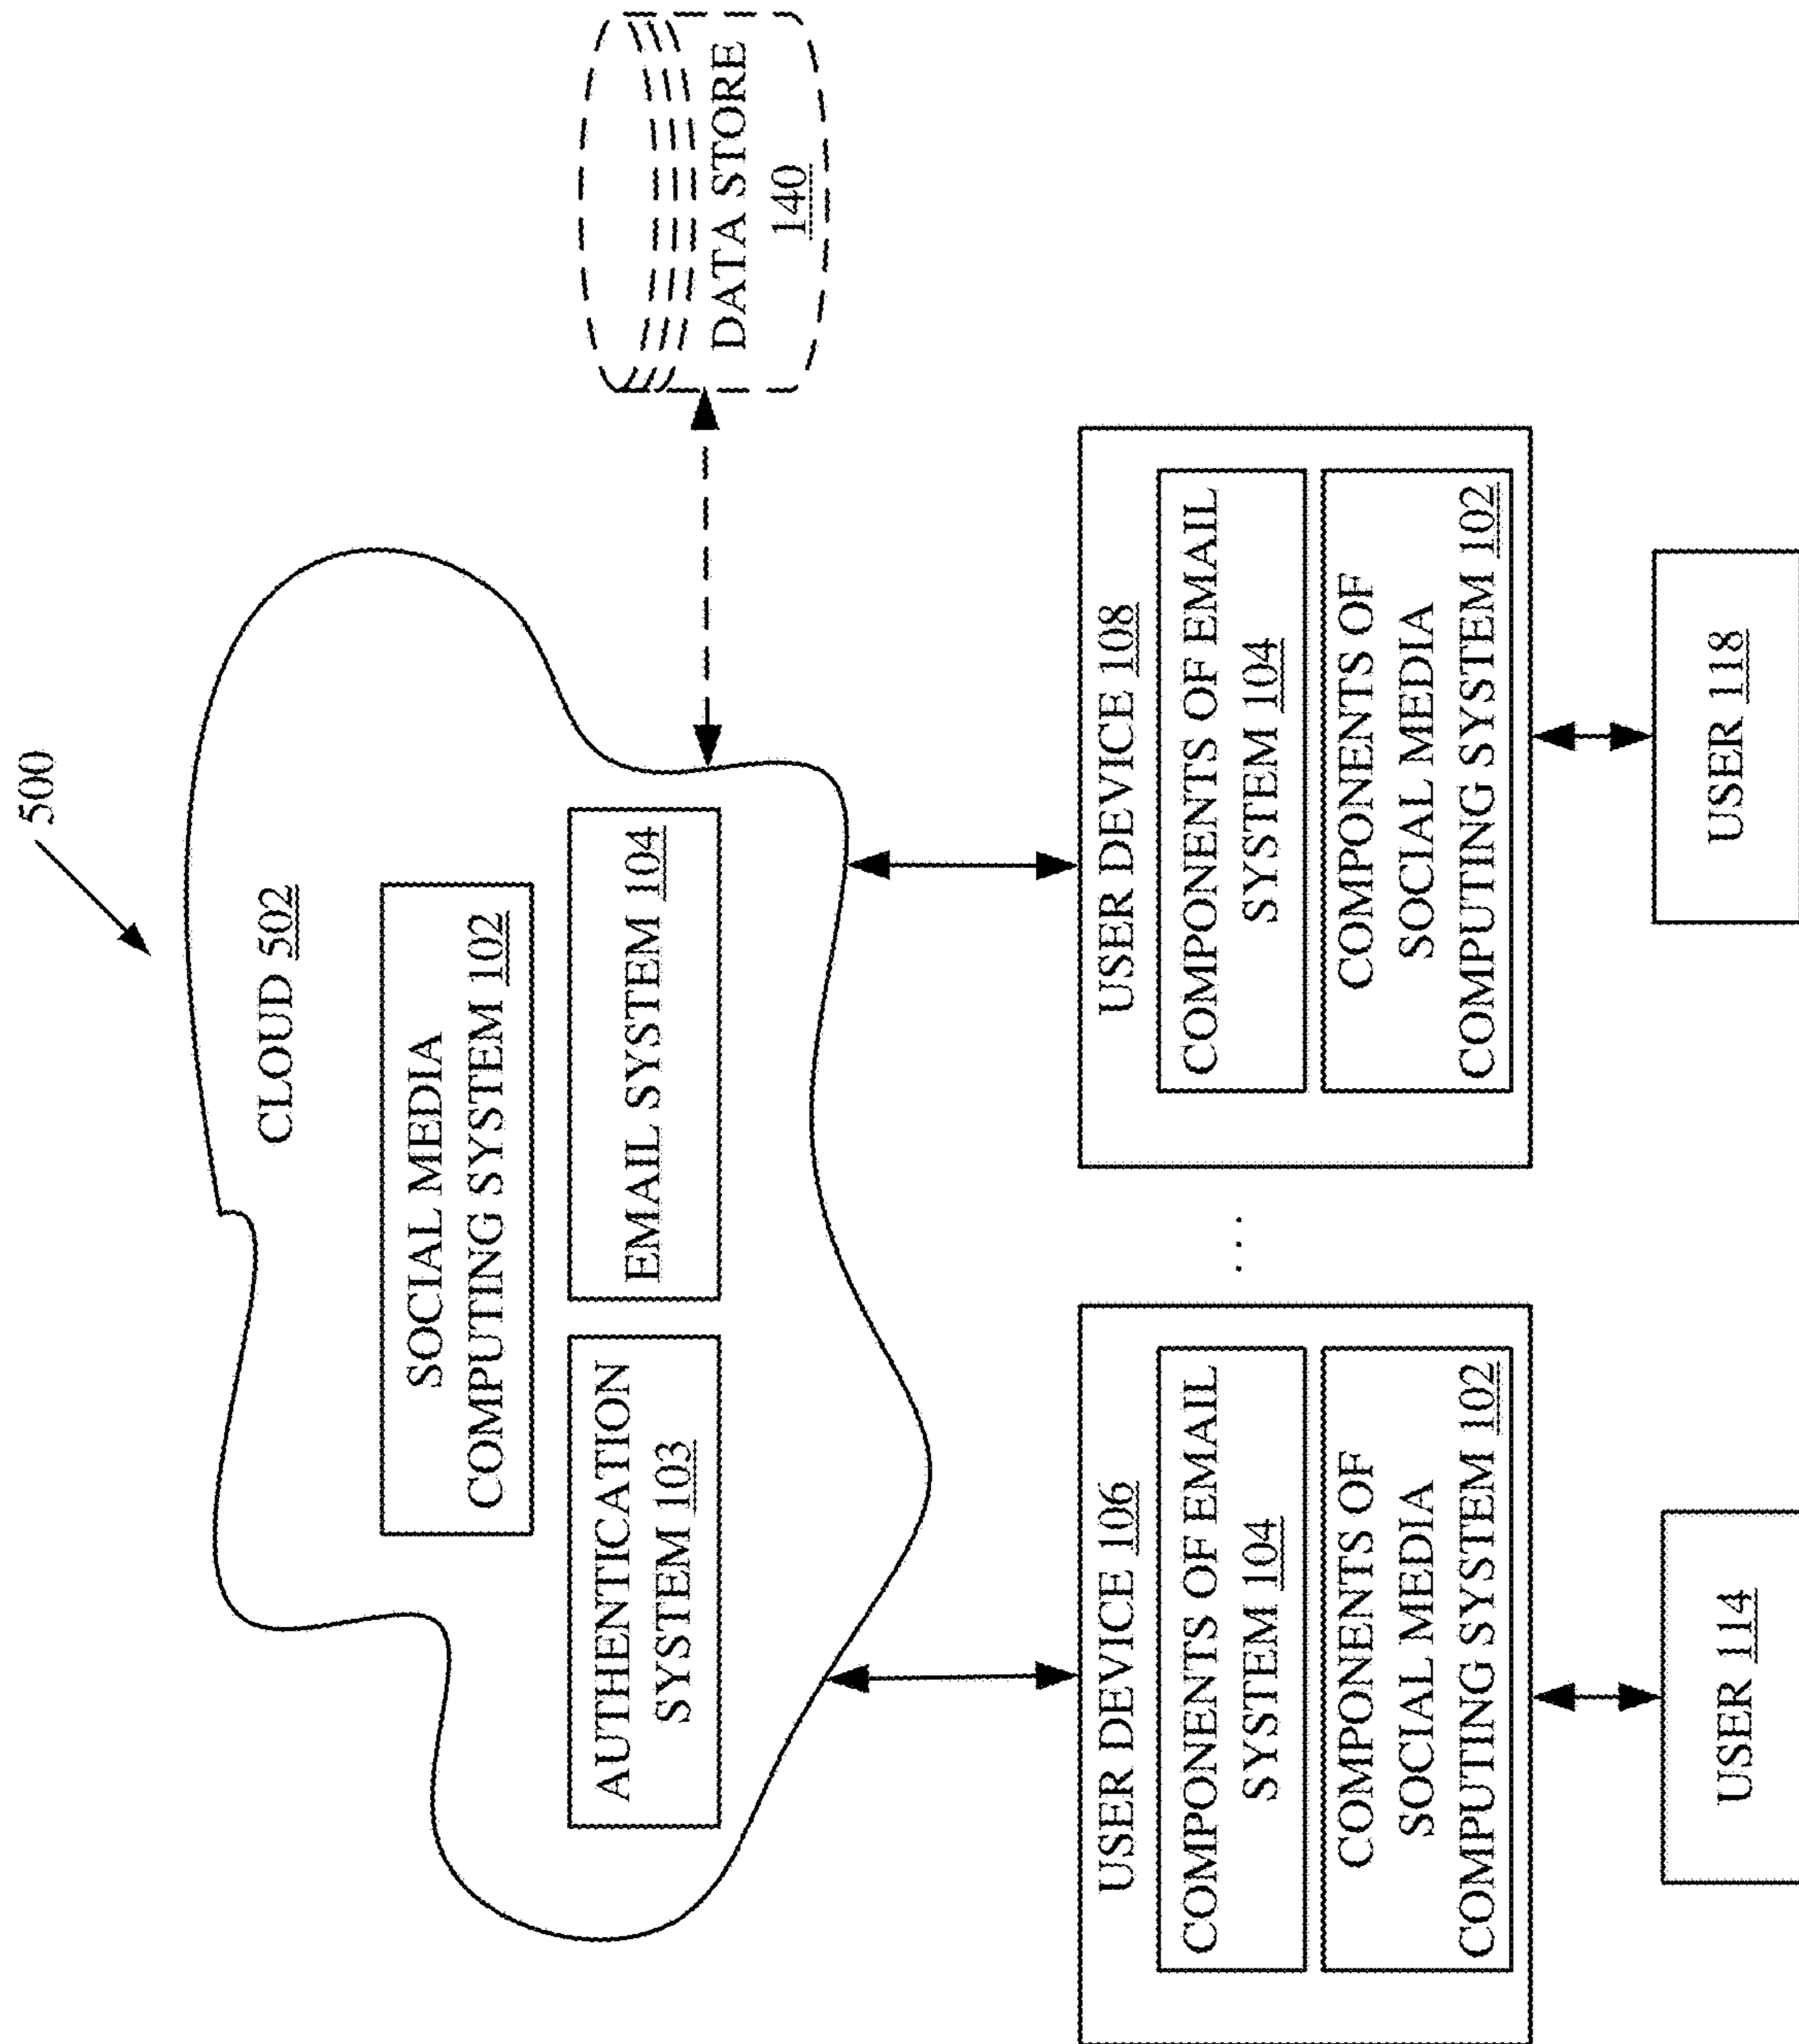 500
CLOUD 502
SOCIAL MEDIA
COMPUTING SYSTEM 102
AUTHENTICATION
SYSTEM 103
EMAIL SYSTEM 104
DATA STORE
140
USER DEVICE 106
COMPONENTS OF EMAIL
SYSTEM 104
COMPONENTS OF
SOCIAL MEDIA
COMPUTING SYSTEM 102
. . .
USER DEVICE 108
COMPONENTS OF EMAIL
SYSTEM 104
COMPONENTS OF
SOCIAL MEDIA
COMPUTING SYSTEM 102
USER 114
USER 118